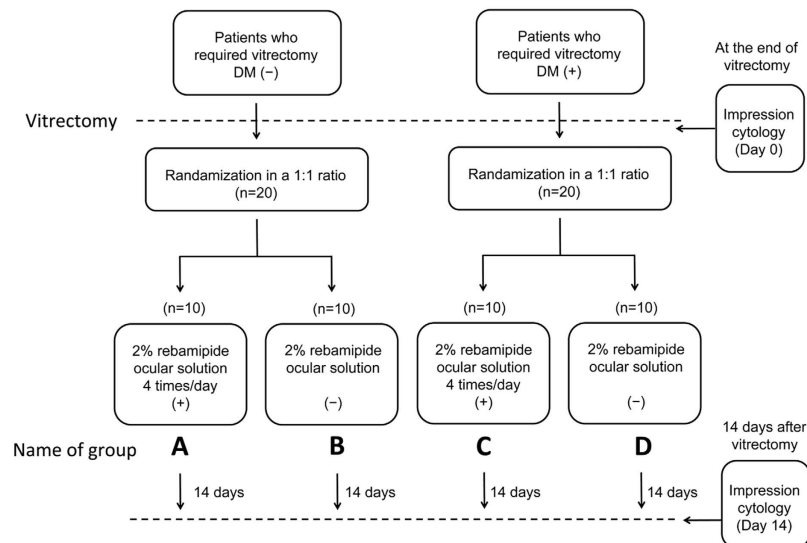 Patients who
required vitrectomy
DM (−)
Patients who
required vitrectomy
DM (+)
At the end of
vitrectomy
Vitrectomy
Impression
cytology
(Day 0)
Randamization in a 1:1 ratio
(n=20)
Randamization in a 1:1 ratio
(n=20)
(n=10)
(n=10)
(n=10)
(n=10)
2% rebamipide
ocular solution
4 times/day
(+)
2% rebamipide
ocular solution
(−)
2% rebamipide
ocular solution
4 times/day
(+)
2% rebamipide
ocular solution
(−)
Name of group
A
B
C
D
14 days after
vitrectomy
14 days
14 days
14 days
14 days
Impression
cytology
(Day 14)